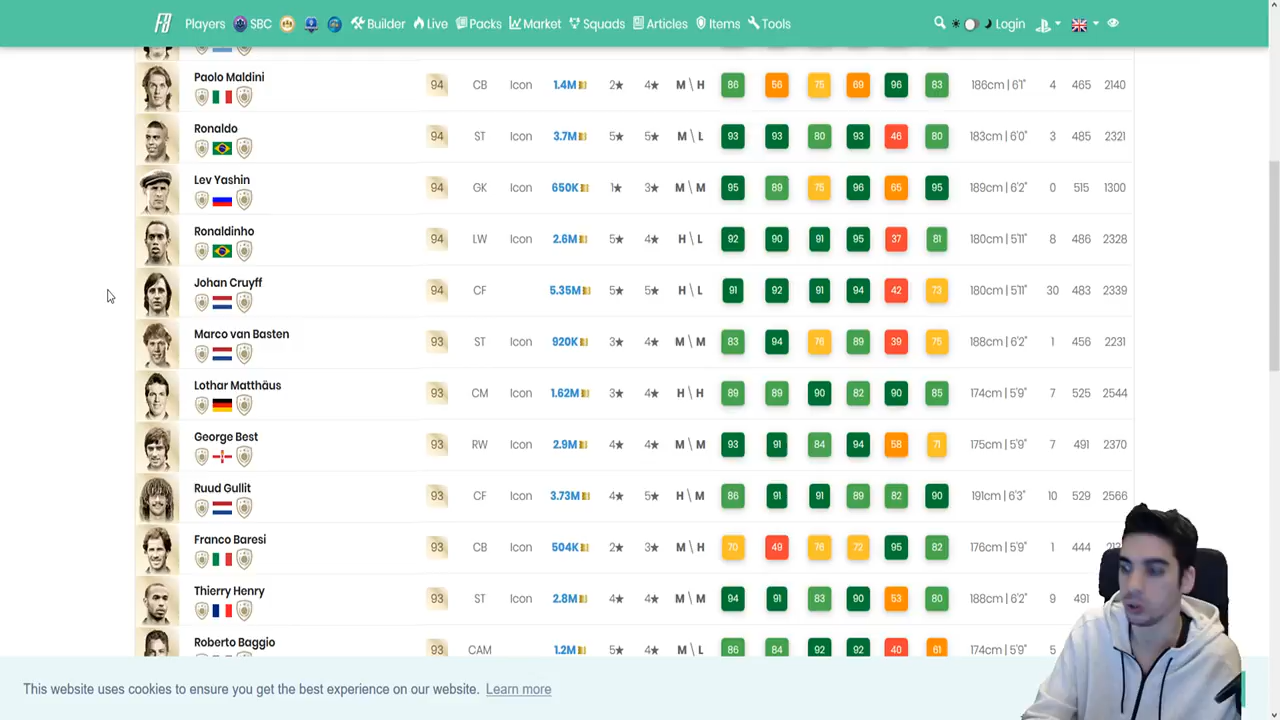 F8 Players SBC Builder Live Packs Market Squads Articles Items Tools Login
Paolo Maldini 94 CB Icon 1.4M 2★ 4★ M \ H 86 56 75 69 96 83 186cm | 6'1" 4 465 2140
Ronaldo 94 ST Icon 3.7M 5★ 5★ M \ L 93 93 80 93 46 80 183cm | 6'0" 3 485 2321
Lev Yashin 94 GK Icon 650K 1★ 3★ M \ M 95 89 75 96 65 95 189cm | 6'2" 0 515 1300
Ronaldinho 94 LW Icon 2.6M 5★ 4★ H \ L 92 90 91 95 37 81 180cm | 5'11" 8 486 2328
Johan Cruyff 94 CF 5.35M 5★ 5★ H \ L 91 92 91 94 42 73 180cm | 5'11" 30 483 2339
Marco van Basten 93 ST Icon 920K 3★ 4★ M \ M 83 94 76 89 39 75 188cm | 6'2" 1 456 2231
Lothar Matthäus 93 CM Icon 1.62M 3★ 4★ H \ H 89 89 90 82 90 85 174cm | 5'9" 7 525 2544
George Best 93 RW Icon 2.9M 4★ 4★ M \ M 93 91 84 94 58 71 175cm | 5'9" 7 491 2370
Ruud Gullit 93 CF Icon 3.73M 4★ 5★ H \ M 86 91 91 89 82 90 191cm | 6'3" 10 529 2566
Franco Baresi 93 CB Icon 504K 2★ 3★ M \ H 70 49 76 72 95 82 176cm | 5'9" 1 444
Thierry Henry 93 ST Icon 2.8M 4★ 4★ M \ M 94 91 83 90 53 80 188cm | 6'2" 9 491
Roberto Baggio 93 CAM Icon 1.2M 5★ 4★ M \ L 86 84 92 92 40 61 174cm | 5'9" 5
This website uses cookies to ensure you get the best experience on our website. Learn more